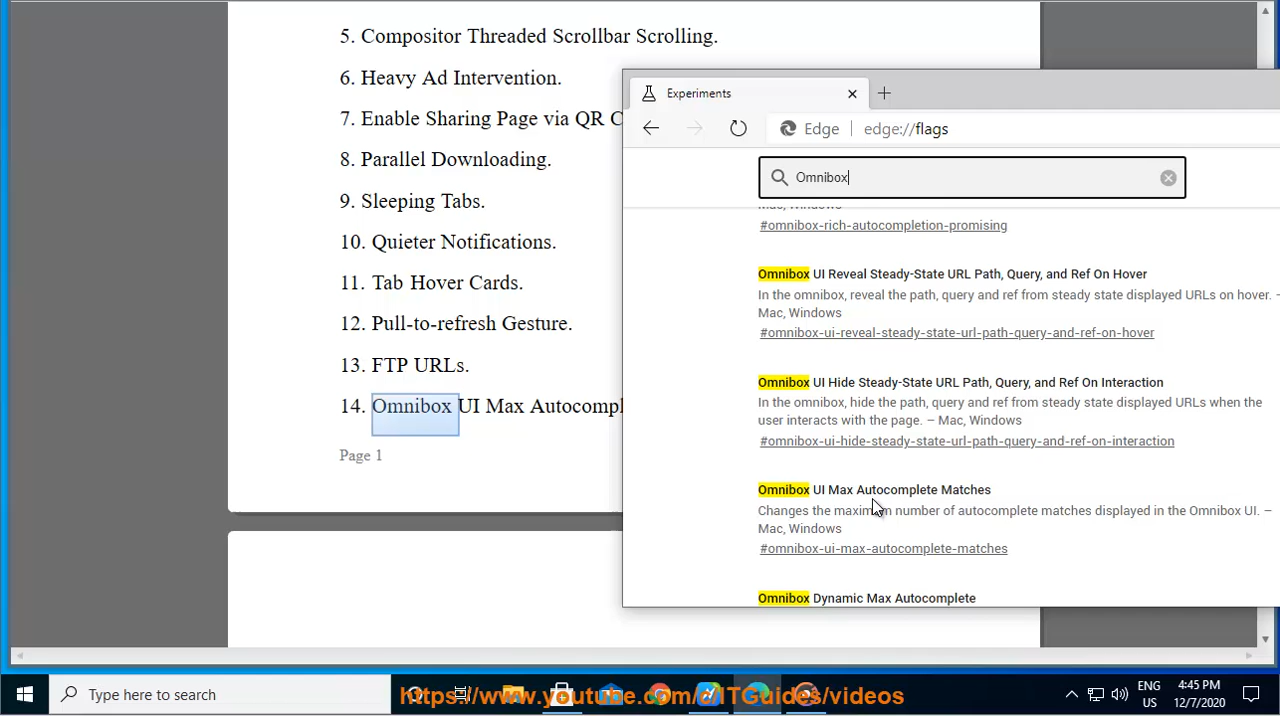 5. Compositor Threaded Scrollbar Scrolling.
6. Heavy Ad Intervention.
7. Enable Sharing Page via QR C
8. Parallel Downloading.
9. Sleeping Tabs.
10. Quieter Notifications.
11. Tab Hover Cards.
12. Pull-to-refresh Gesture.
13. FTP URLs.
14. Omnibox UI Max Autocompl
Page 1
Experiments
Edge
edge://flags
Omnibox
Mac, Windows
#omnibox-rich-autocompletion-promising
Omnibox UI Reveal Steady-State URL Path, Query, and Ref On Hover
In the omnibox, reveal the path, query and ref from steady state displayed URLs on hover. –
Mac, Windows
#omnibox-ui-reveal-steady-state-url-path-query-and-ref-on-hover
Omnibox UI Hide Steady-State URL Path, Query, and Ref On Interaction
In the omnibox, hide the path, query and ref from steady state displayed URLs when the
user interacts with the page. – Mac, Windows
#omnibox-ui-hide-steady-state-url-path-query-and-ref-on-interaction
Omnibox UI Max Autocomplete Matches
Changes the maximum number of autocomplete matches displayed in the Omnibox UI. –
Mac, Windows
#omnibox-ui-max-autocomplete-matches
Omnibox Dynamic Max Autocomplete
Type here to search
https://www.youtube.com/c/ITGuides/videos
ENG
US
4:45 PM
12/7/2020